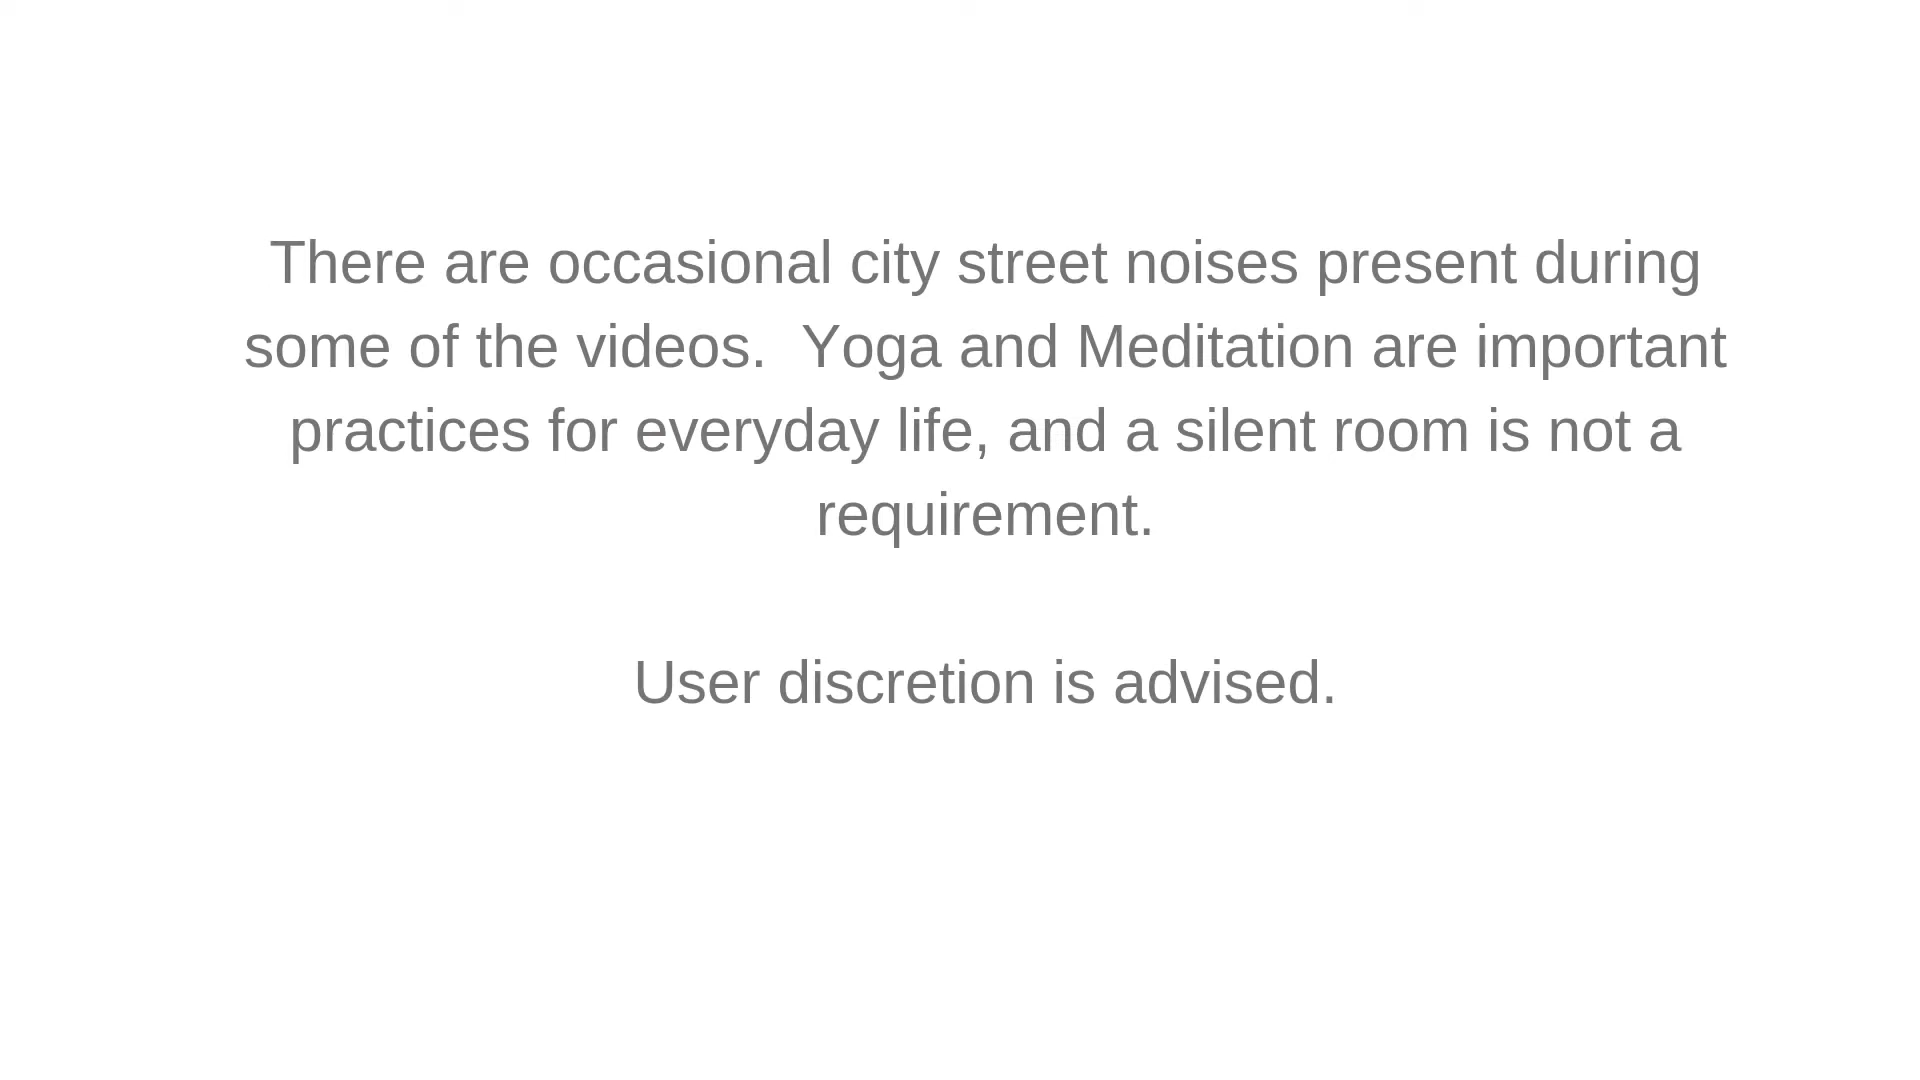 There are occasional city street noises present during
some of the videos.  Yoga and Meditation are important
practices for everyday life, and a silent room is not a
requirement.
User discretion is advised.